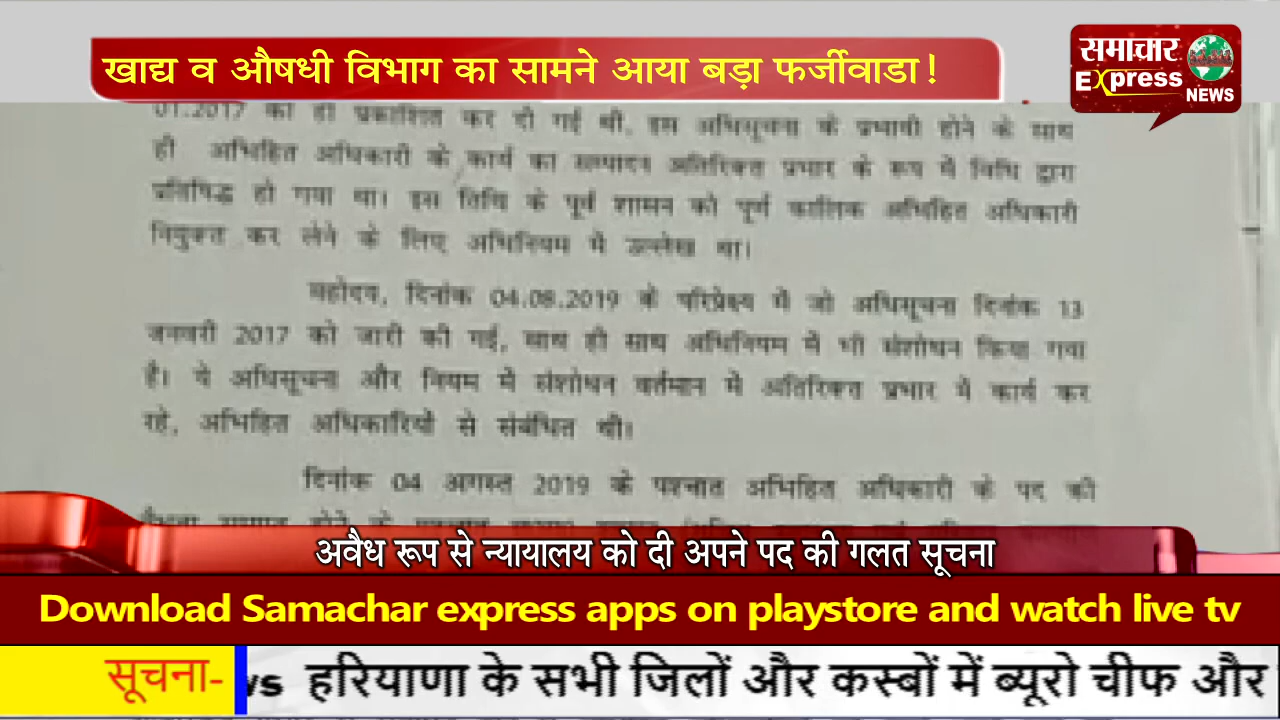 खाद्य व औषधी विभाग का सामने आया बड़ा फर्जीवाडा!
समाचार
Express
NEWS
01.2017 को ही प्रकाशित कर दी गई थी, इस अधिसूचना के प्रभावी होने के साथ
ही अभिहित अधिकारी के कार्य का सम्पादन अतिरिक्त प्रभार के रूप में विधि द्वारा
प्रतिषिद्ध हो गया था। इस तिथि के पूर्व शासन को पूर्ण कालिक अभिहित अधिकारी
नियुक्त कर लेने के लिए अधिनियम में उल्लेख था।
महोदय, दिनांक 04.08.2019 के परिप्रेक्ष्य में जो अधिसूचना दिनांक 13
जनवरी 2017 को जारी की गई, साथ ही साथ अधिनियम में भी संशोधन किया गया
है। ये अधिसूचना और नियम में संशोधन वर्तमान में अतिरिक्त प्रभार में कार्य कर
रहे, अभिहित अधिकारियों से संबंधित थी।
दिनांक 04 अगस्त 2019 के पश्चात अभिहित अधिकारी के पद की
अवैध रूप से न्यायालय को दी अपने पद की गलत सूचना
Download Samachar express apps on playstore and watch live tv
सूचना- vs हरियाणा के सभी जिलों और कस्बों में ब्यूरो चीफ और